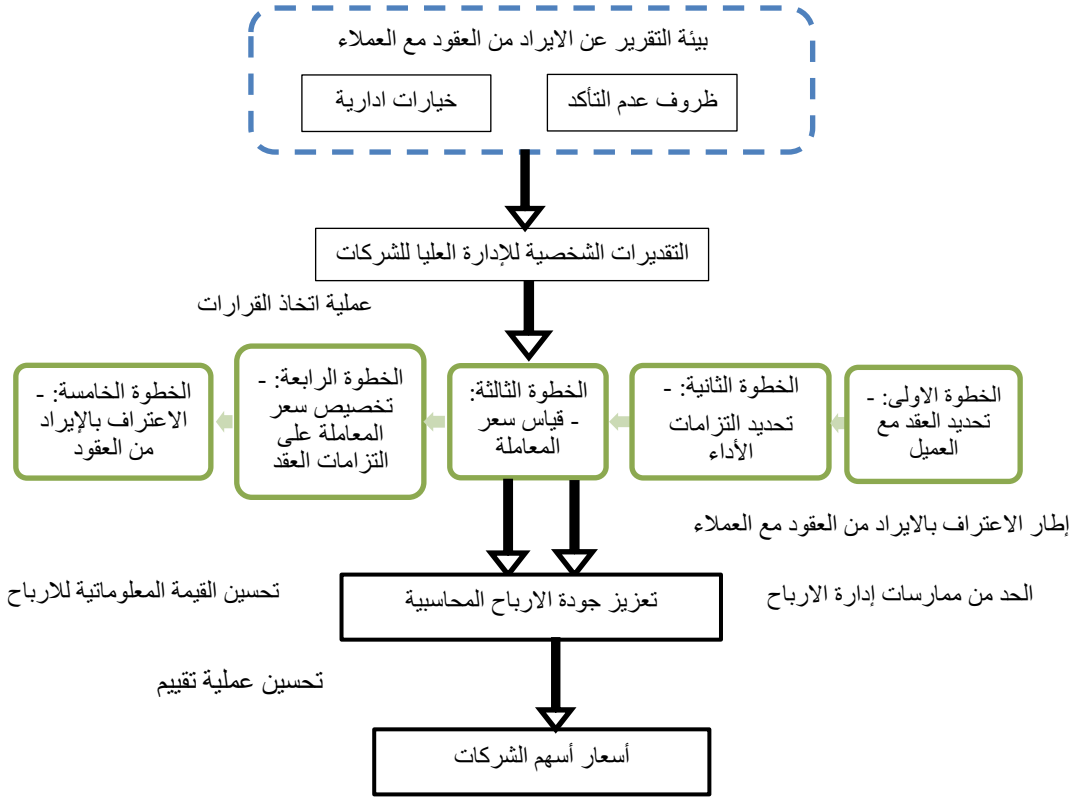 بيئة التقرير عن الايراد من العقود مع العملاء
ظروف عدم التأكد
خيارات ادارية
التقديرات الشخصية للإدارة العليا للشركات
عملية اتخاذ القرارات
الخطوة الاولى: -
تحديد العقد مع
العميل
الخطوة الثانية: -
تحديد التزامات
الأداء
الخطوة الثالثة:
- قياس سعر
المعاملة
الخطوة الرابعة: -
تخصيص سعر
المعاملة على
التزامات العقد
الخطوة الخامسة: -
الاعتراف بالإيراد
من العقود
إطار الاعتراف بالايراد من العقود مع العملاء
الحد من ممارسات إدارة الارباح
تعزيز جودة الارباح المحاسبية
تحسين القيمة المعلوماتية للارباح
تحسين عملية تقييم
أسعار أسهم الشركات